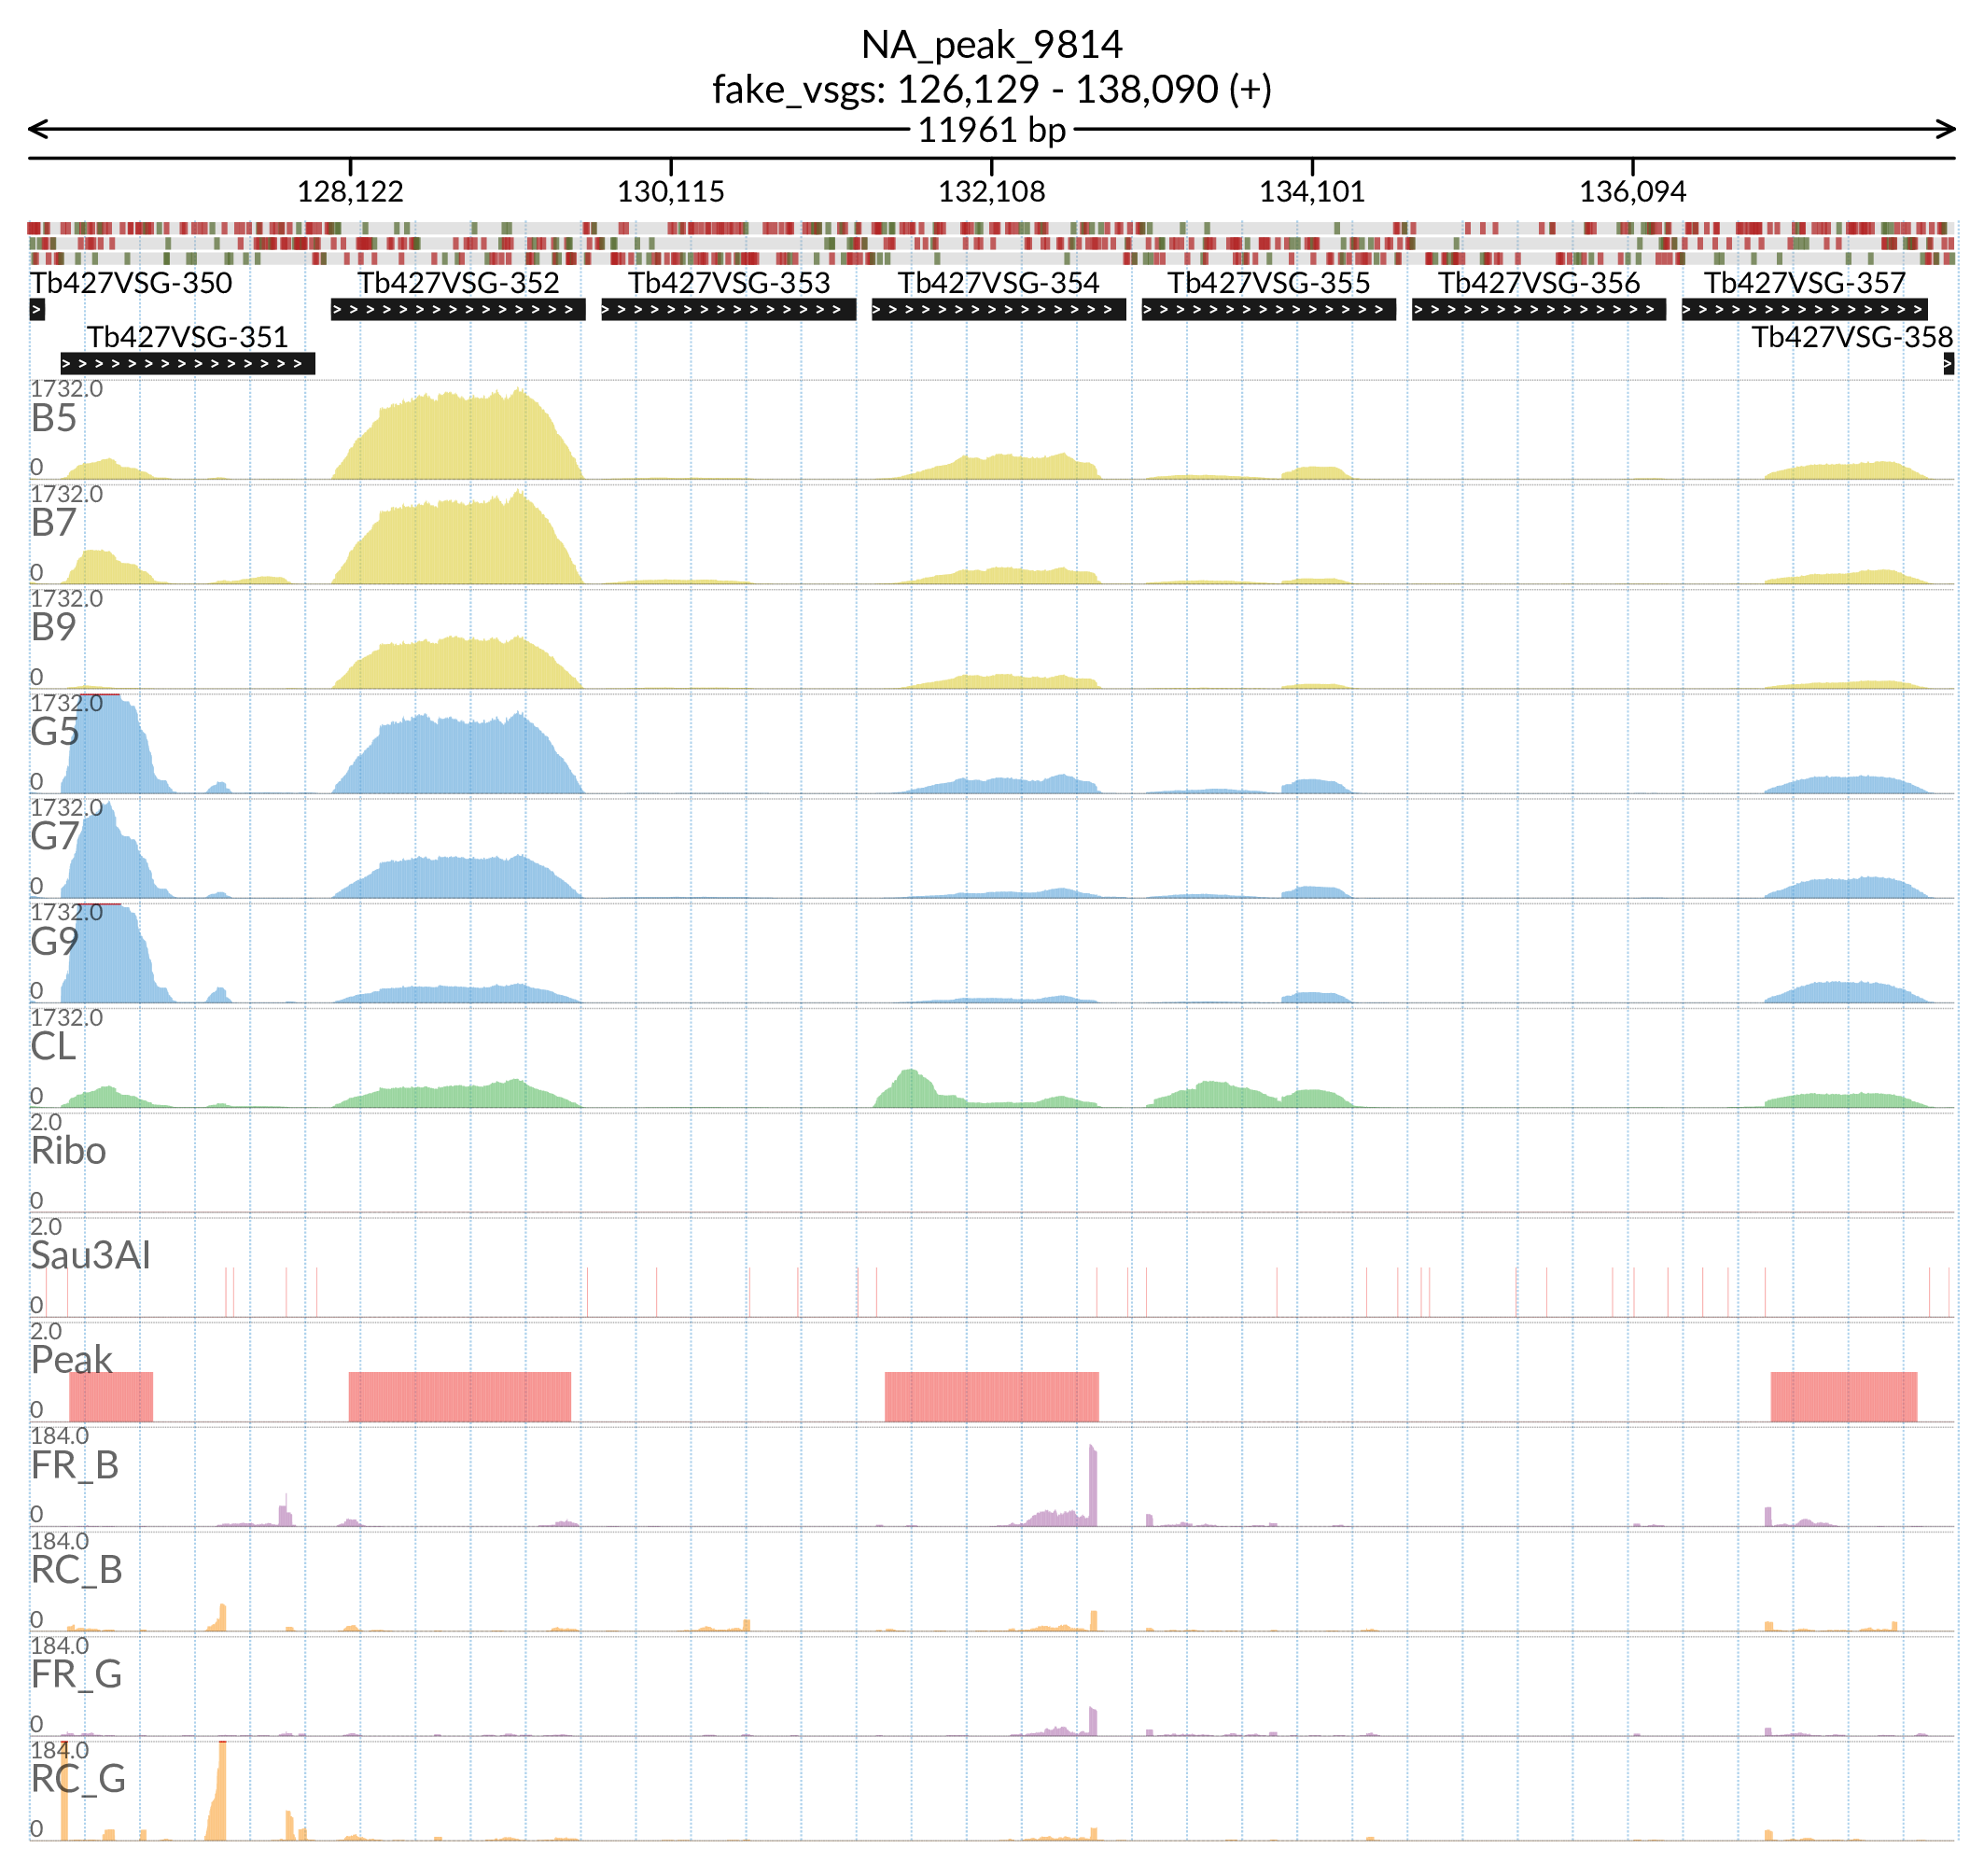 NA_peak_9814
fake_vsgs: 126,129 - 138,090 (+)
11961 bp
128,122 130,115 132,108 134,101 136,094
Tb427VSG-350 Tb427VSG-352 Tb427VSG-353 Tb427VSG-354 Tb427VSG-355 Tb427VSG-356 Tb427VSG-357
Tb427VSG-351 Tb427VSG-358
1732.0
B5
0
1732.0
B7
0
1732.0
B9
0
1732.0
G5
0
1732.0
G7
0
1732.0
G9
0
1732.0
CL
0
2.0
Ribo
0
2.0
Sau3AI
0
2.0
Peak
0
184.0
FR_B
0
184.0
RC_B
0
184.0
FR_G
0
184.0
RC_G
0